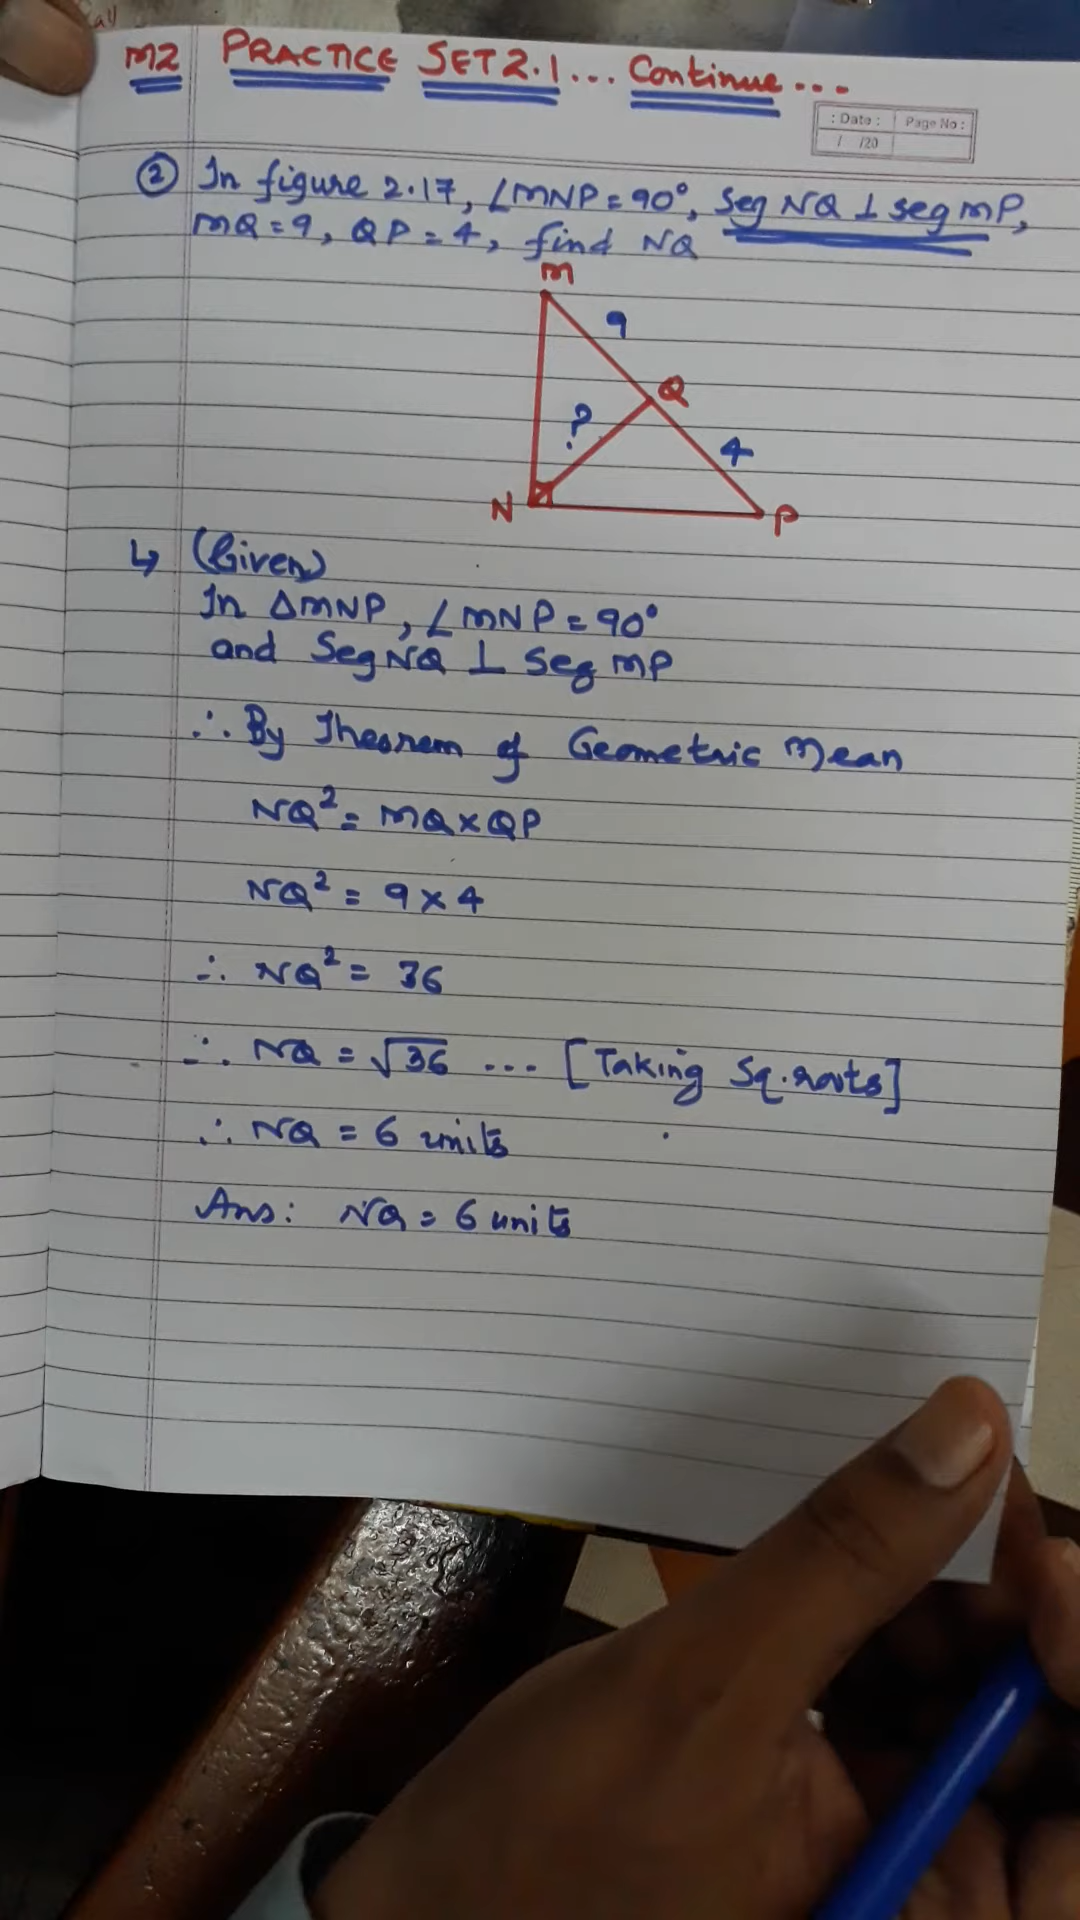 M2 PRACTICE SET 2.1... Continue...
: Date : Page No :
/ /20
② In figure 2.17, ∠MNP = 90°, seg NQ ⊥ seg MP,
MQ = 9, QP = 4, find NQ
M
9
Q
?
4
N
P
↳ (Given)
In ΔMNP, ∠MNP = 90°
and Seg NQ ⊥ Seg MP
∴ By Theorem of Geometric Mean
NQ² = MQ × QP
NQ² = 9 × 4
∴ NQ² = 36
∴ NQ = √36 ... [Taking Sq. roots]
∴ NQ = 6 units
Ans: NQ = 6 units